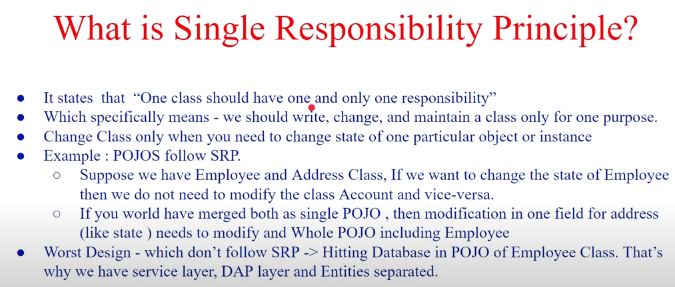 What is Single Responsibility Principle?
● It states that “One class should have one and only one responsibility”
● Which specifically means - we should write, change, and maintain a class only for one purpose.
● Change Class only when you need to change state of one particular object or instance
● Example : POJOS follow SRP.
○ Suppose we have Employee and Address Class, If we want to change the state of Employee
then we do not need to modify the class Account and vice-versa.
○ If you world have merged both as single POJO , then modification in one field for address
(like state ) needs to modify and Whole POJO including Employee
● Worst Design - which don’t follow SRP -> Hitting Database in POJO of Employee Class. That’s
why we have service layer, DAP layer and Entities separated.